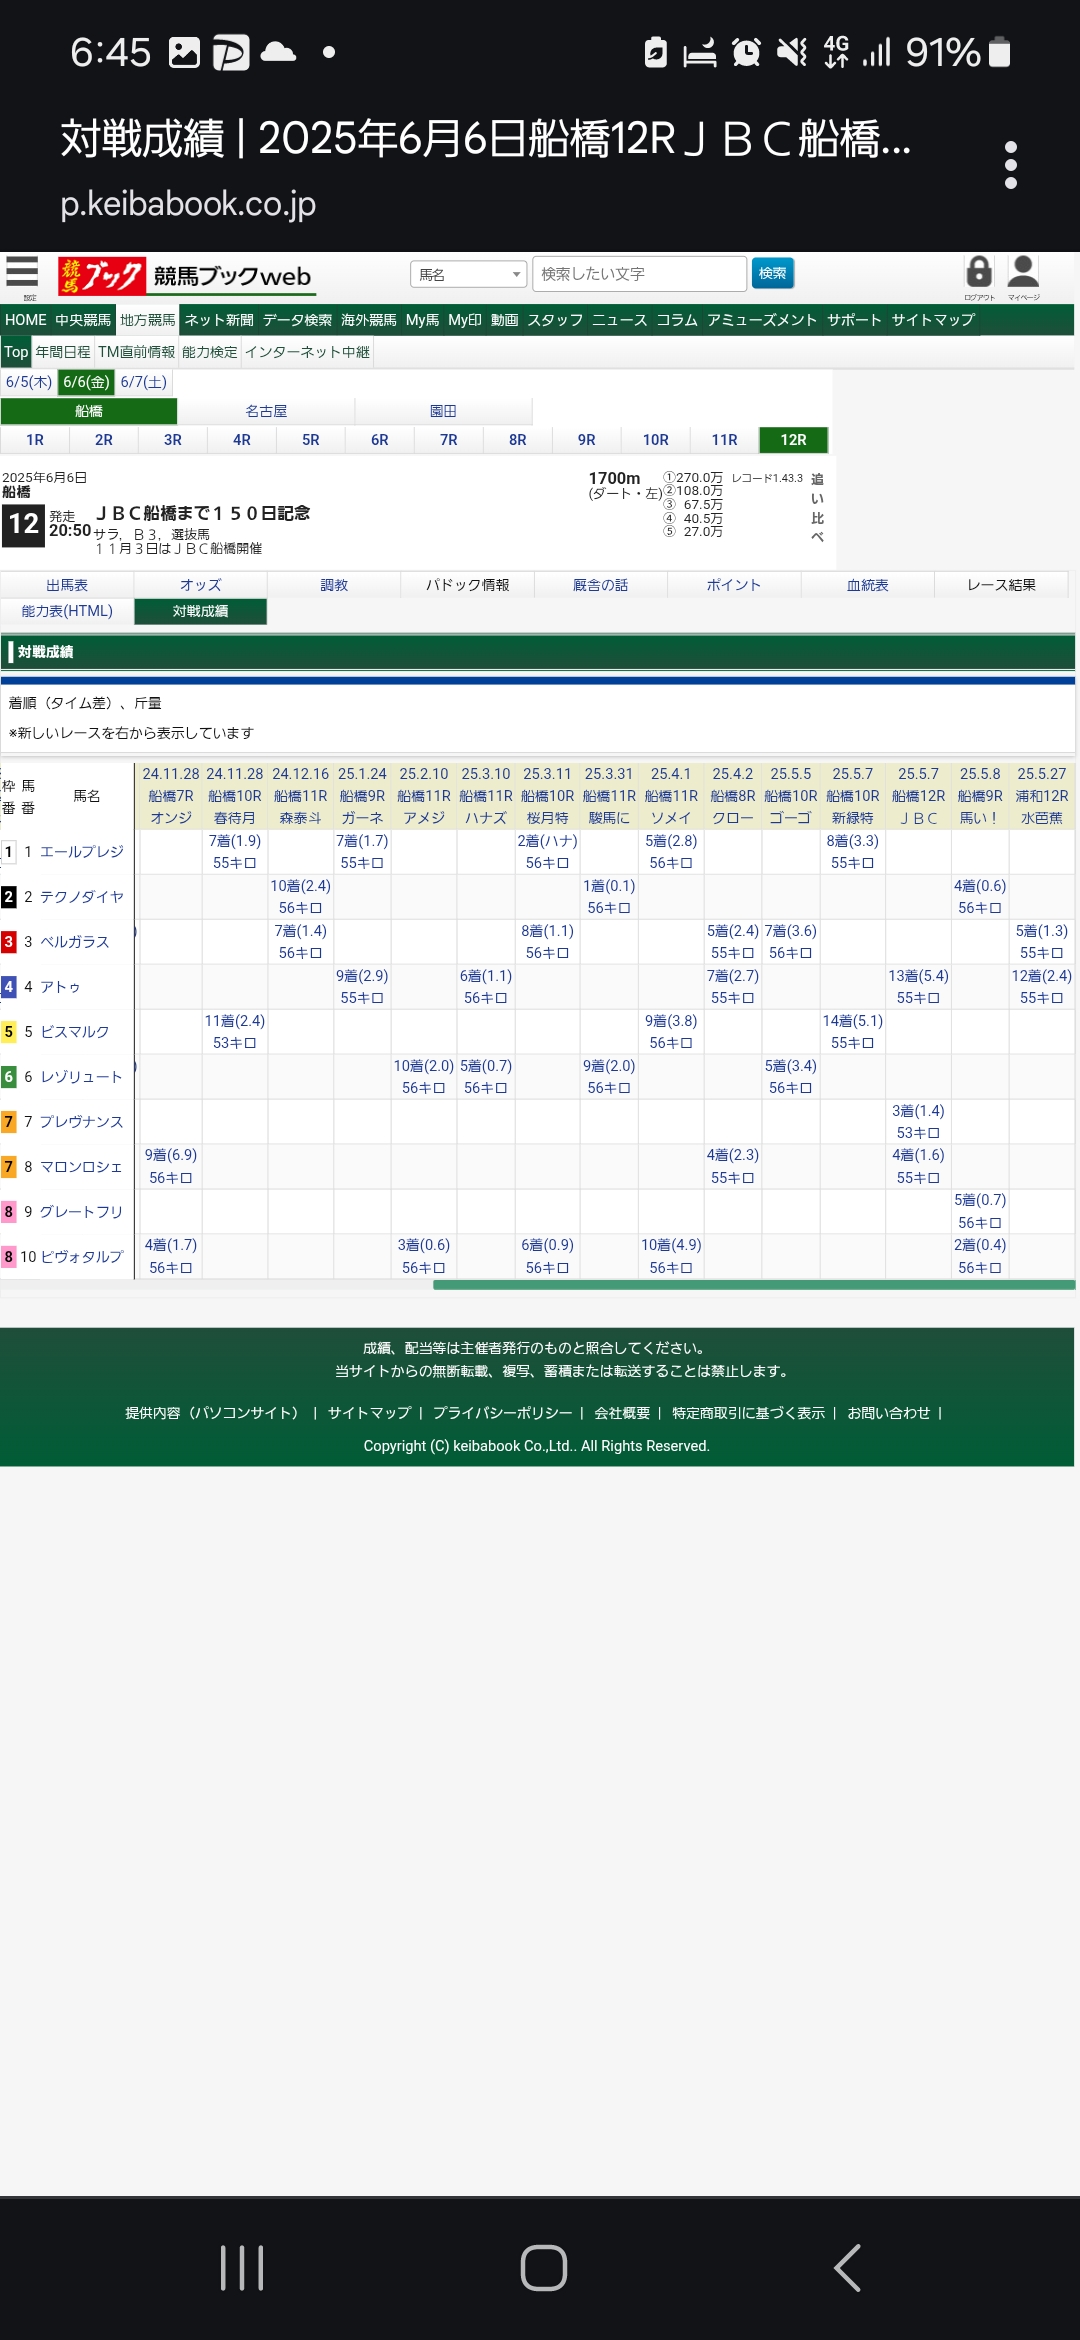 6:45 4G 91%
対戦成績 | 2025年6月6日船橋12RＪＢＣ船橋...
p.keibabook.co.jp
設定 競馬ブック 競馬ブックweb 馬名 検索したい文字 検索 ログアウト マイページ
HOME 中央競馬 地方競馬 ネット新聞 データ検索 海外競馬 My馬 My印 動画 スタッフ ニュース コラム アミューズメント サポート サイトマップ
Top 年間日程 TM直前情報 能力検定 インターネット中継
6/5(木) 6/6(金) 6/7(土)
船橋 名古屋 園田
1R 2R 3R 4R 5R 6R 7R 8R 9R 10R 11R 12R
2025年6月6日
船橋
12 発走 20:50
ＪＢＣ船橋まで１５０日記念
サラ，Ｂ３，選抜馬
１１月３日はＪＢＣ船橋開催
1700m
(ダート・左)
①270.0万
②108.0万
③ 67.5万
④ 40.5万
⑤ 27.0万
レコード1.43.3
追い比べ
出馬表 オッズ 調教 パドック情報 厩舎の話 ポイント 血統表 レース結果
能力表(HTML) 対戦成績
対戦成績
着順（タイム差）、斤量
※新しいレースを右から表示しています
枠番 馬番 馬名
24.11.28 24.11.28 24.12.16 25.1.24 25.2.10 25.3.10 25.3.11 25.3.31 25.4.1 25.4.2 25.5.5 25.5.7 25.5.7 25.5.8 25.5.27
船橋7R 船橋10R 船橋11R 船橋9R 船橋11R 船橋11R 船橋10R 船橋11R 船橋11R 船橋8R 船橋10R 船橋10R 船橋12R 船橋9R 浦和12R
オンジ 春待月 森泰斗 ガーネ アメジ ハナズ 桜月特 駿馬に ソメイ クロー ゴーゴ 新緑特 ＪＢＣ 馬い！ 水芭蕉
1 1 エールプレジ 7着(1.9) 7着(1.7) 2着(ハナ) 5着(2.8) 8着(3.3)
55キロ 55キロ 56キロ 56キロ 55キロ
2 2 テクノダイヤ 10着(2.4) 1着(0.1) 4着(0.6)
56キロ 56キロ 56キロ
3 3 ベルガラス ) 7着(1.4) 8着(1.1) 5着(2.4) 7着(3.6) 5着(1.3)
56キロ 56キロ 55キロ 56キロ 55キロ
4 4 アトゥ 9着(2.9) 6着(1.1) 7着(2.7) 13着(5.4) 12着(2.4)
55キロ 56キロ 55キロ 55キロ 55キロ
5 5 ビスマルク 11着(2.4) 9着(3.8) 14着(5.1)
53キロ 56キロ 55キロ
6 6 レゾリュート ) 10着(2.0) 5着(0.7) 9着(2.0) 5着(3.4)
56キロ 56キロ 56キロ 56キロ
7 7 プレヴナンス 3着(1.4)
53キロ
7 8 マロンロシェ 9着(6.9) 4着(2.3) 4着(1.6)
56キロ 55キロ 55キロ
8 9 グレートフリ 5着(0.7)
56キロ
8 10 ピヴォタルプ 4着(1.7) 3着(0.6) 6着(0.9) 10着(4.9) 2着(0.4)
56キロ 56キロ 56キロ 56キロ 56キロ
成績、配当等は主催者発行のものと照合してください。
当サイトからの無断転載、複写、蓄積または転送することは禁止します。
提供内容（パソコンサイト） | サイトマップ | プライバシーポリシー | 会社概要 | 特定商取引に基づく表示 | お問い合わせ |
Copyright (C) keibabook Co.,Ltd.. All Rights Reserved.